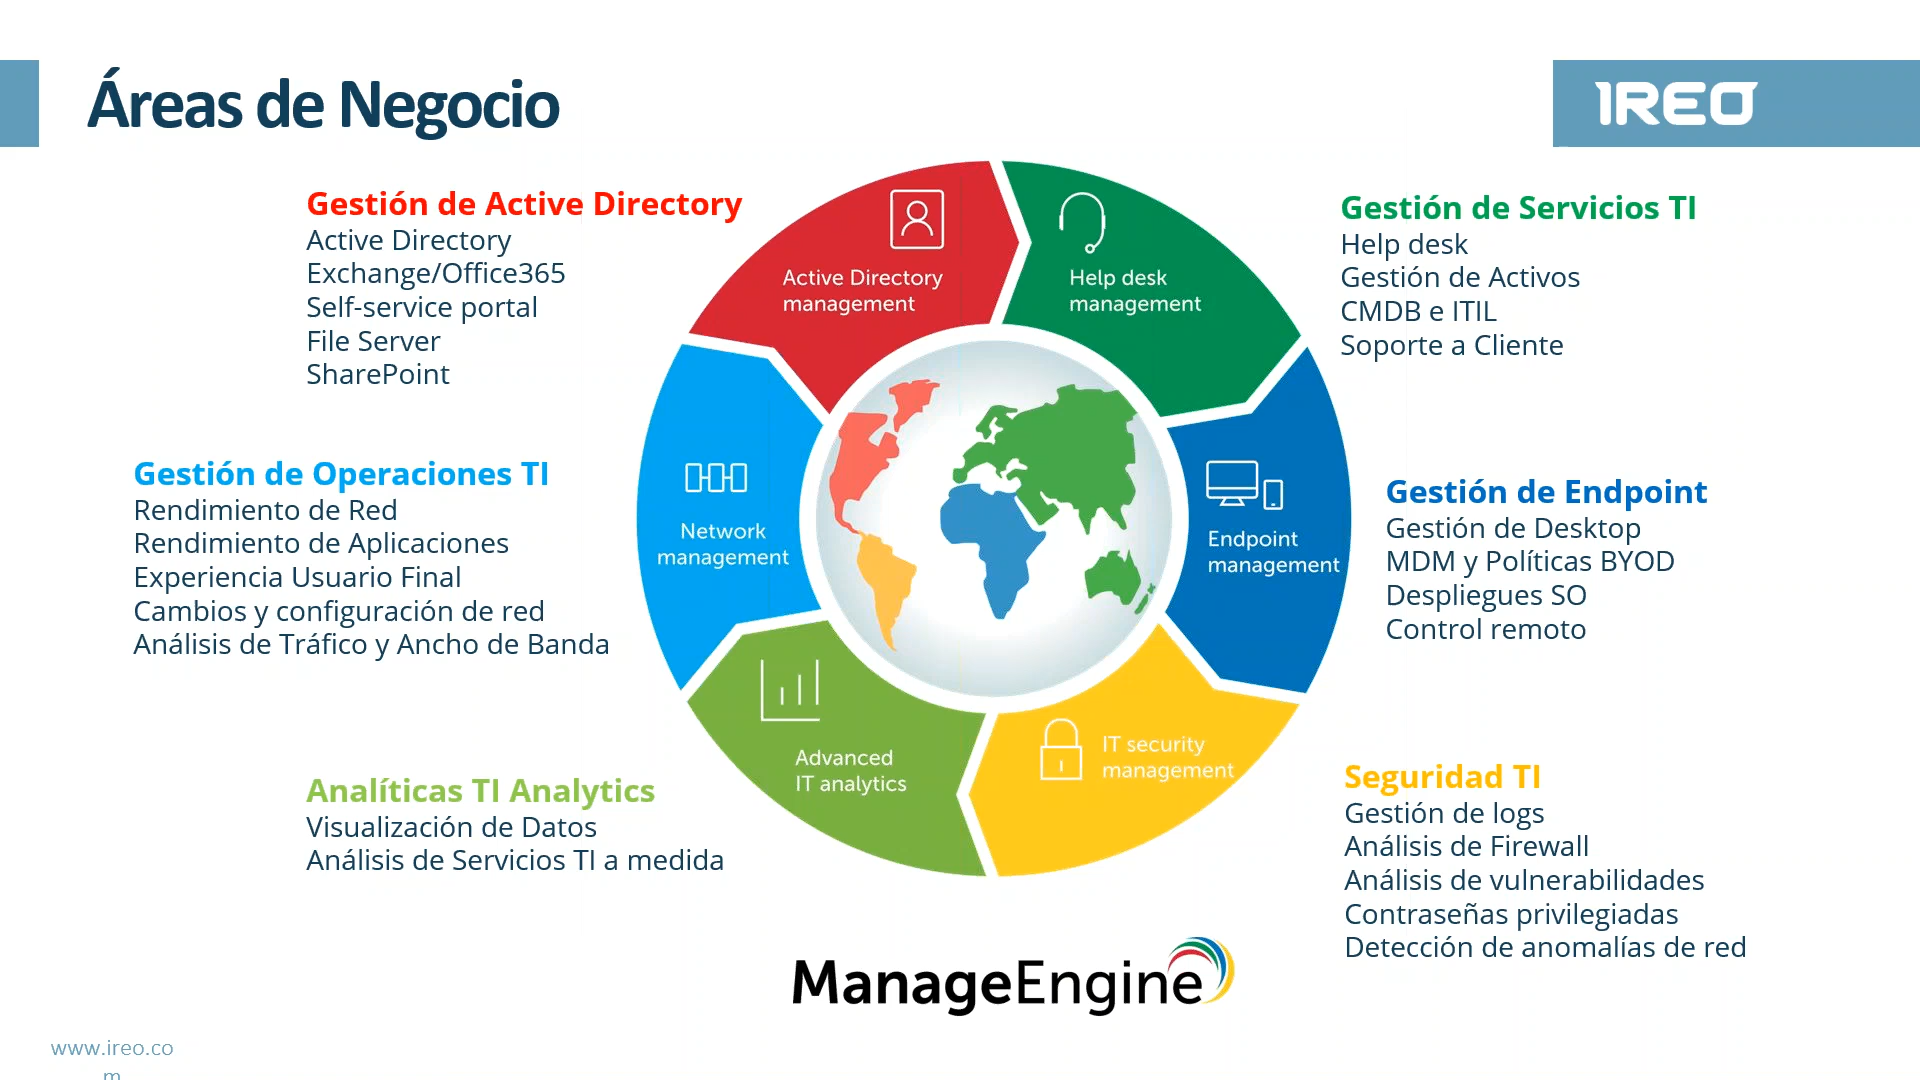 Áreas de Negocio
IREO
Gestión de Active Directory
Active Directory
Exchange/Office365
Self-service portal
File Server
SharePoint
Gestión de Servicios TI
Help desk
Gestión de Activos
CMDB e ITIL
Soporte a Cliente
Active Directory
management
Help desk
management
Gestión de Operaciones TI
Rendimiento de Red
Rendimiento de Aplicaciones
Experiencia Usuario Final
Cambios y configuración de red
Análisis de Tráfico y Ancho de Banda
Network
management
Endpoint
management
Gestión de Endpoint
Gestión de Desktop
MDM y Políticas BYOD
Despliegues SO
Control remoto
Analíticas TI Analytics
Visualización de Datos
Análisis de Servicios TI a medida
Advanced
IT analytics
IT security
management
Seguridad TI
Gestión de logs
Análisis de Firewall
Análisis de vulnerabilidades
Contraseñas privilegiadas
Detección de anomalías de red
ManageEngine
www.ireo.co
m